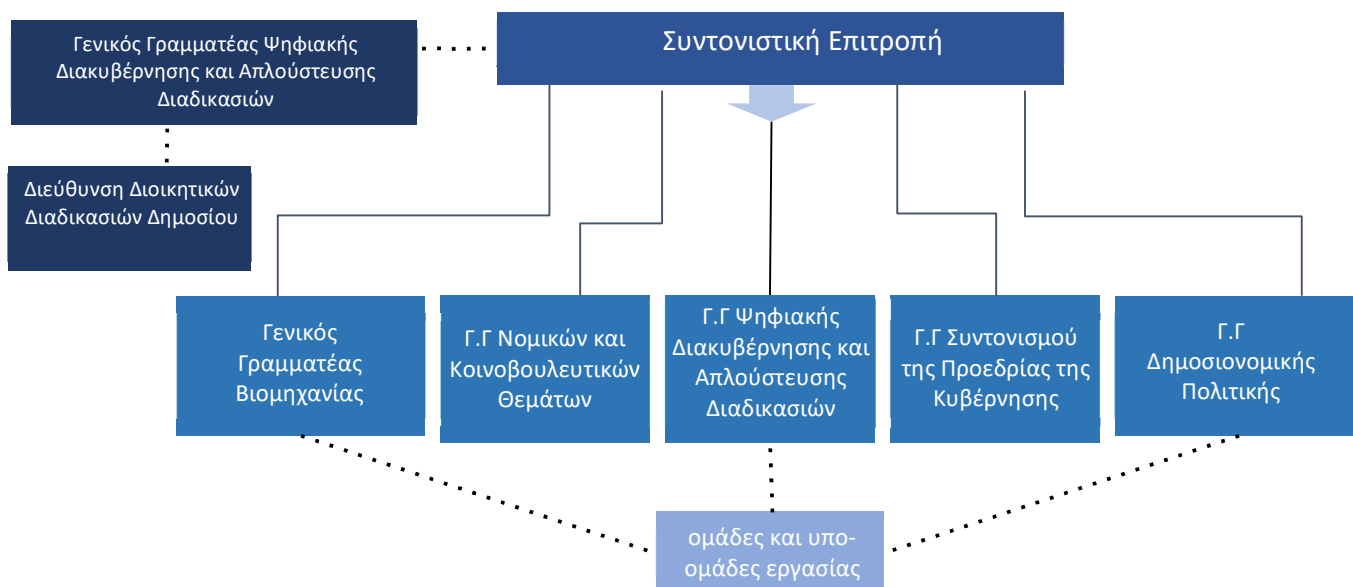 Γενικός Γραμματέας Ψηφιακής
Διακυβέρνησης και Απλούστευσης
Διαδικασιών
Συντονιστική Επιτροπή
Διεύθυνση Διοικητικών
Διαδικασιών Δημοσίου
Γενικός
Γραμματέας
Βιομηχανίας
Γ.Γ Νομικών και
Κοινοβουλευτικών
Θεμάτων
Γ.Γ Ψηφιακής
Διακυβέρνησης και
Απλούστευσης
Διαδικασιών
Γ.Γ Συντονισμού
της Προεδρίας της
Κυβέρνησης
Γ.Γ
Δημοσιονομικής
Πολιτικής
ομάδες και υπο-
ομάδες εργασίας